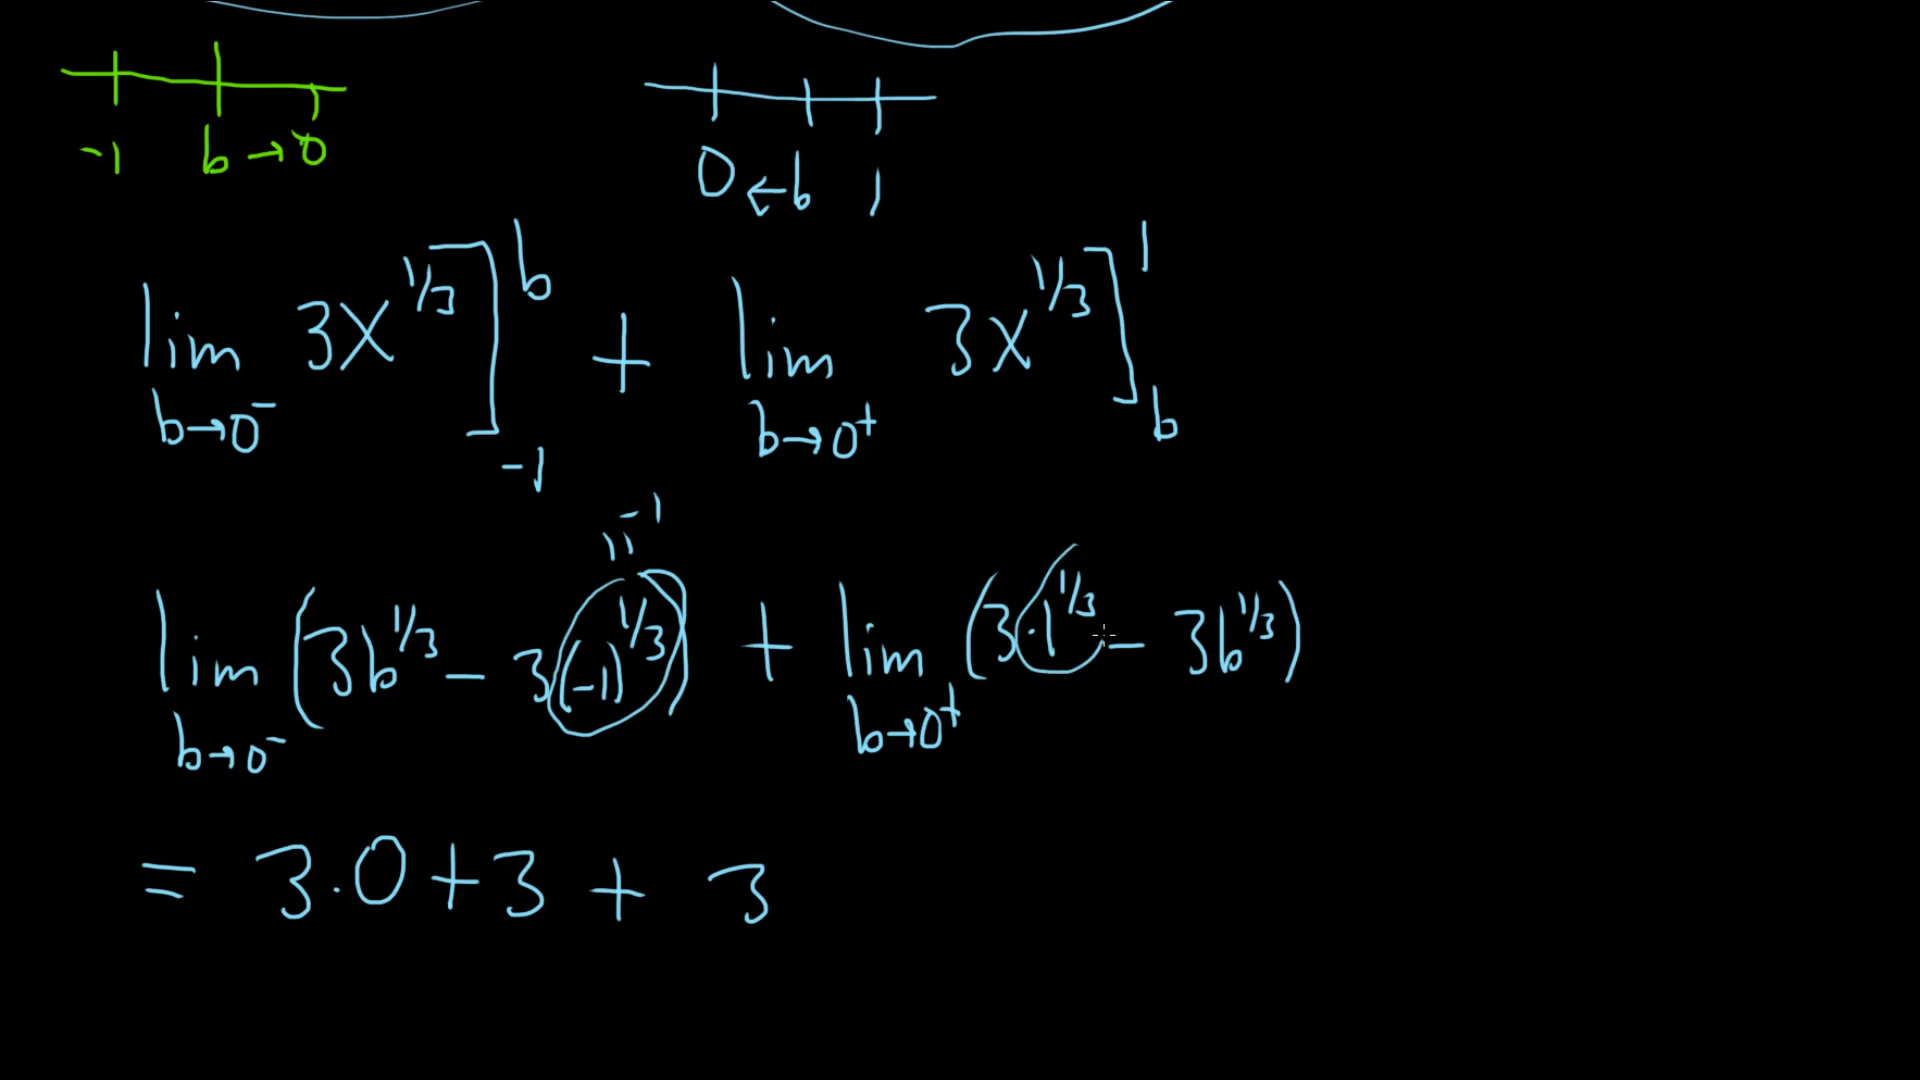 -1 b → 0
0 ← b 1
lim b→0⁻ 3x^{1/3} ]_{-1}^{b} + lim b→0⁺ 3x^{1/3} ]_{b}^{1}
= -1
lim b→0⁻ (3b^{1/3} - 3(-1)^{1/3}) + lim b→0⁺ (3·1^{1/3} - 3b^{1/3})
= 3·0 + 3 + 3